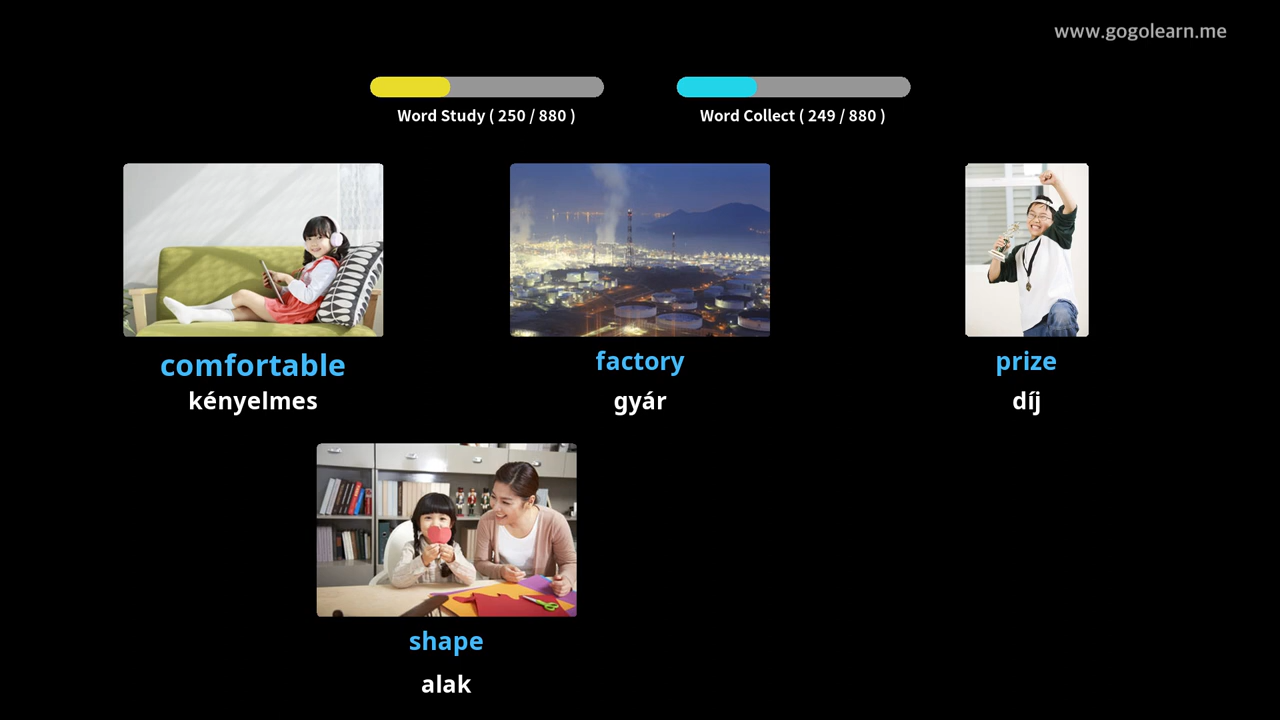 www.gogolearn.me
Word Study ( 250 / 880 )
Word Collect ( 249 / 880 )
comfortable
kényelmes
factory
gyár
prize
díj
shape
alak